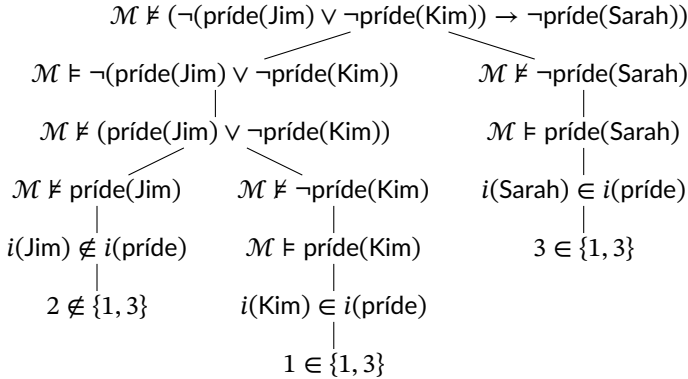 ℳ ⊭ (¬(príde(Jim) ∨ ¬príde(Kim)) → ¬príde(Sarah))
ℳ ⊨ ¬(príde(Jim) ∨ ¬príde(Kim)) ℳ ⊭ ¬príde(Sarah)
ℳ ⊭ (príde(Jim) ∨ ¬príde(Kim)) ℳ ⊨ príde(Sarah)
ℳ ⊭ príde(Jim) ℳ ⊭ ¬príde(Kim) i(Sarah) ∈ i(príde)
i(Jim) ∉ i(príde) ℳ ⊨ príde(Kim) 3 ∈ {1, 3}
2 ∉ {1, 3} i(Kim) ∈ i(príde)
1 ∈ {1, 3}